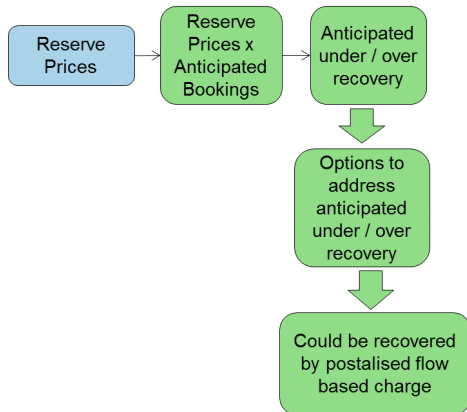 Reserve
Prices
Reserve
Prices x
Anticipated
Bookings
Anticipated
under / over
recovery
Options to
address
anticipated
under / over
recovery
Could be recovered
by postalised flow
based charge